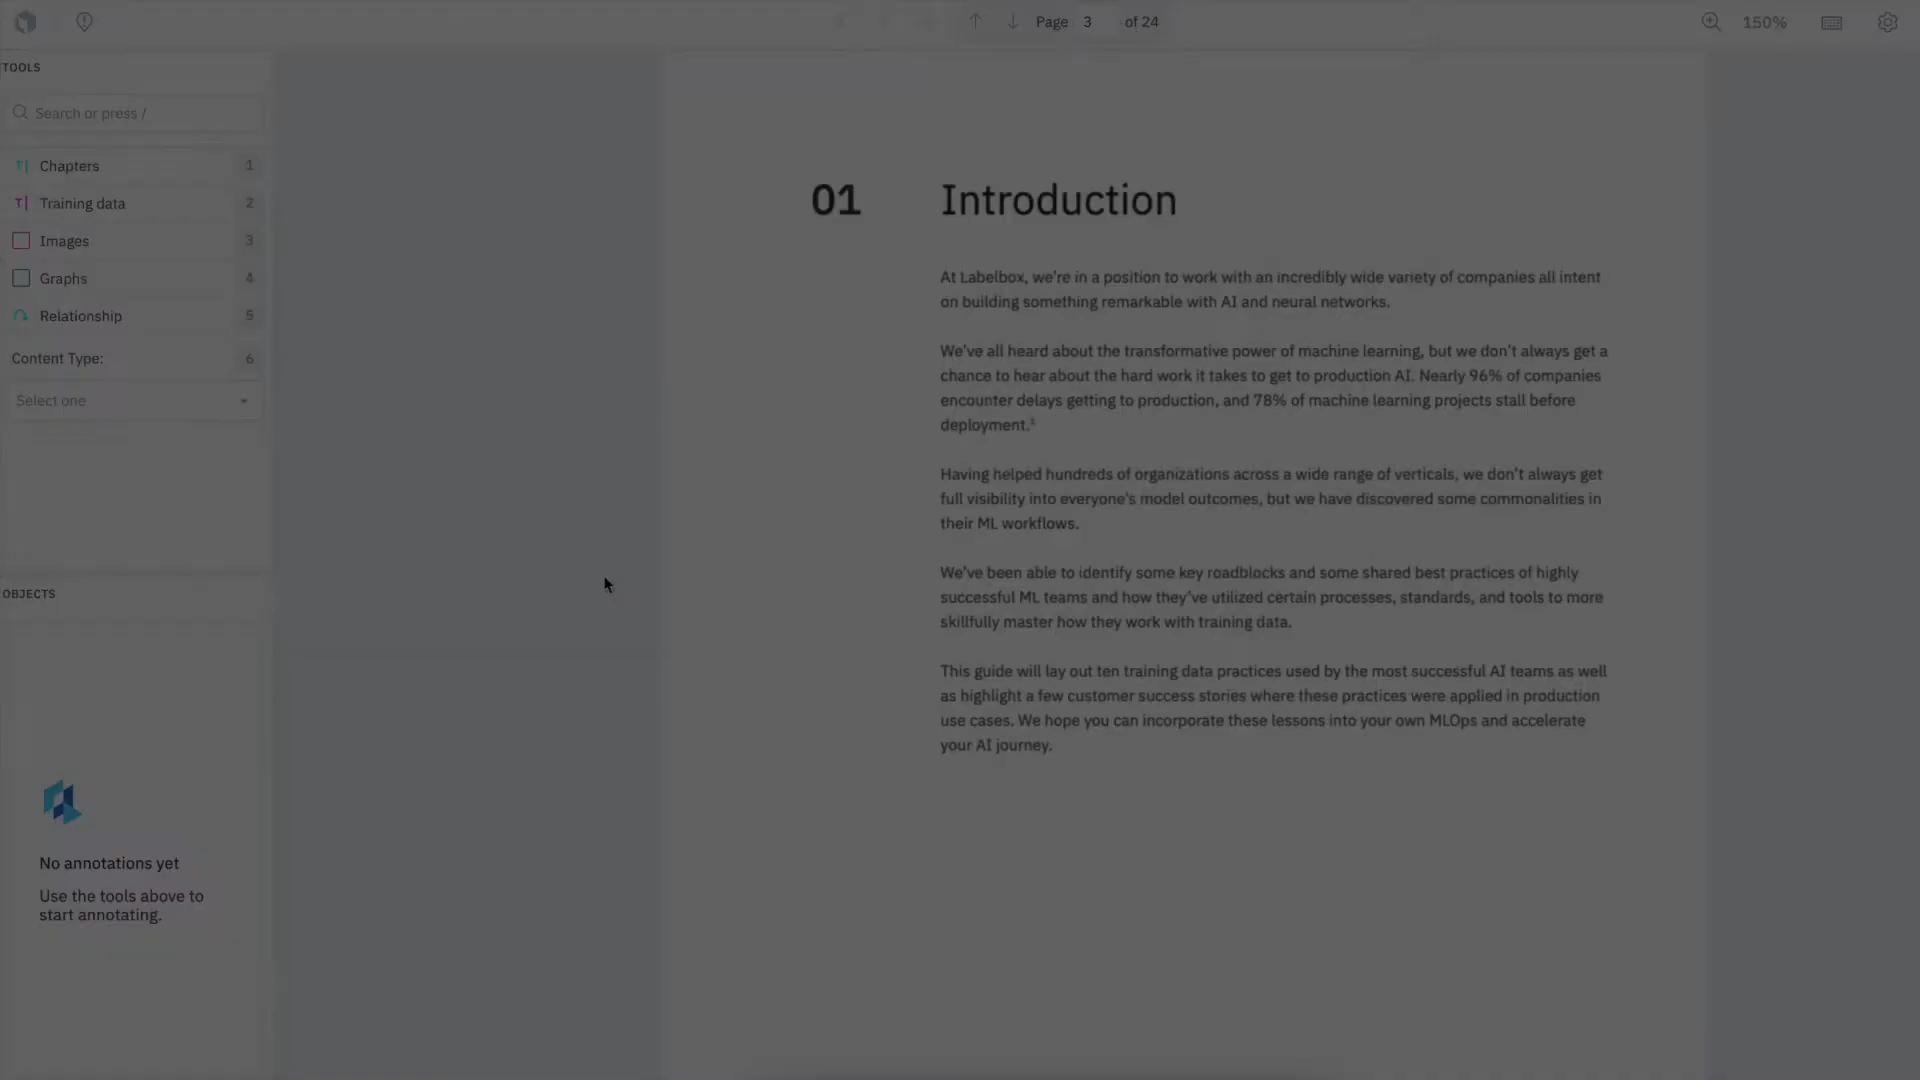 Page 3 of 24
150%
TOOLS
Search or press /
Chapters 1
Training data 2
Images 3
Graphs 4
Relationship 5
Content Type: 6
Select one
OBJECTS
No annotations yet
Use the tools above to
start annotating.
01 Introduction
At Labelbox, we're in a position to work with an incredibly wide variety of companies all intent
on building something remarkable with AI and neural networks.
We've all heard about the transformative power of machine learning, but we don't always get a
chance to hear about the hard work it takes to get to production AI. Nearly 96% of companies
encounter delays getting to production, and 78% of machine learning projects stall before
deployment.¹
Having helped hundreds of organizations across a wide range of verticals, we don't always get
full visibility into everyone's model outcomes, but we have discovered some commonalities in
their ML workflows.
We've been able to identify some key roadblocks and some shared best practices of highly
successful ML teams and how they've utilized certain processes, standards, and tools to more
skillfully master how they work with training data.
This guide will lay out ten training data practices used by the most successful AI teams as well
as highlight a few customer success stories where these practices were applied in production
use cases. We hope you can incorporate these lessons into your own MLOps and accelerate
your AI journey.